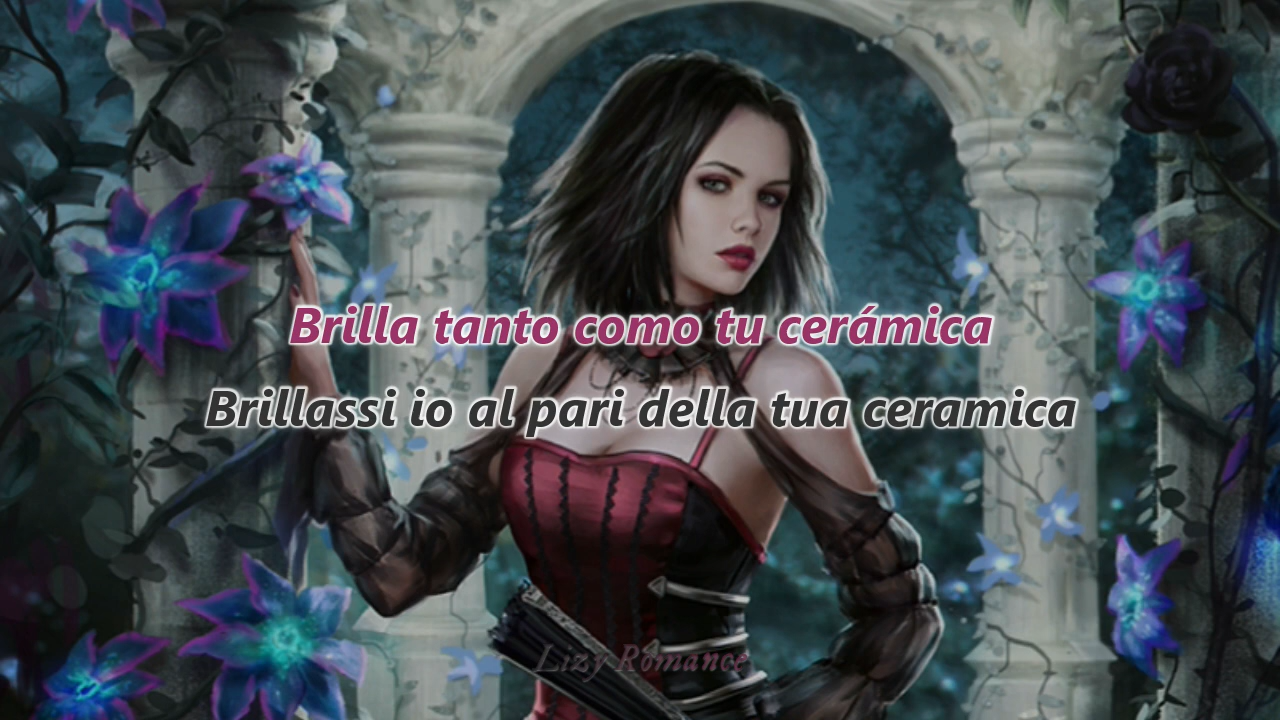 Brilla tanto como tu cerámica
Brillassi io al pari della tua ceramica
Lizy Romance